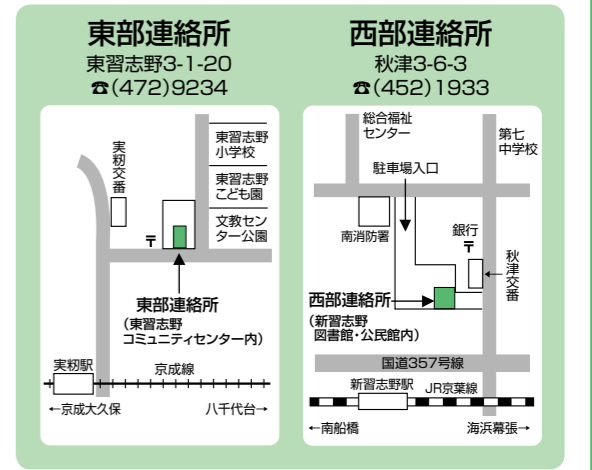 東部連絡所
東習志野3-1-20
☎(472)9234
実籾交番
東習志野
小学校
東習志野
こども園
文教セン
ター公園
〒
東部連絡所
(東習志野
コミュニティセンター内)
実籾駅
京成線
←京成大久保
八千代台→
西部連絡所
秋津3-6-3
☎(452)1933
総合福祉
センター
第七
中学校
駐車場入口
南消防署
銀行
〒
秋津交番
西部連絡所
(新習志野
図書館・公民館内)
国道357号線
新習志野駅
JR京葉線
←南船橋
海浜幕張→